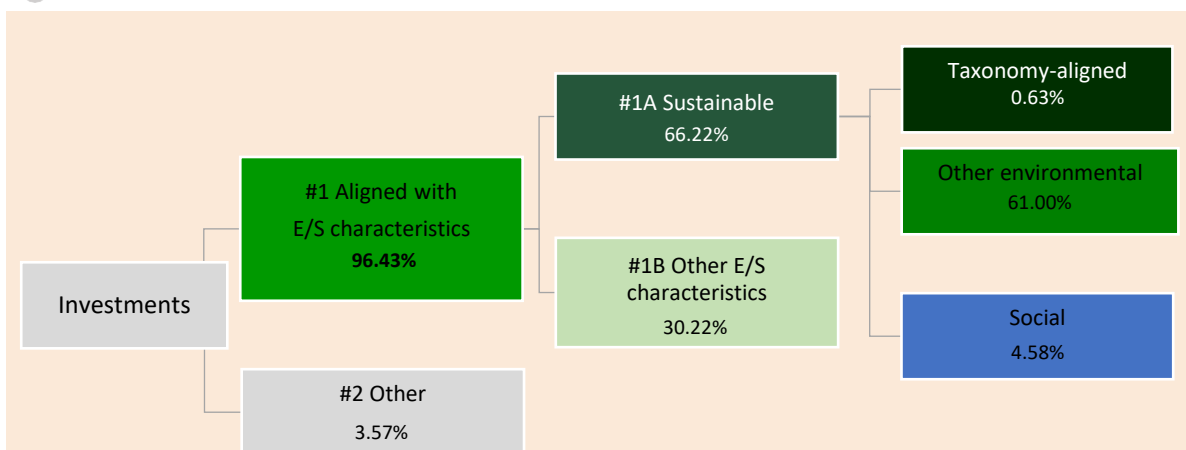 Investments
#1 Aligned with
E/S characteristics
96.43%
#2 Other
3.57%
#1A Sustainable
66.22%
#1B Other E/S
characteristics
30.22%
Taxonomy-aligned
0.63%
Other environmental
61.00%
Social
4.58%